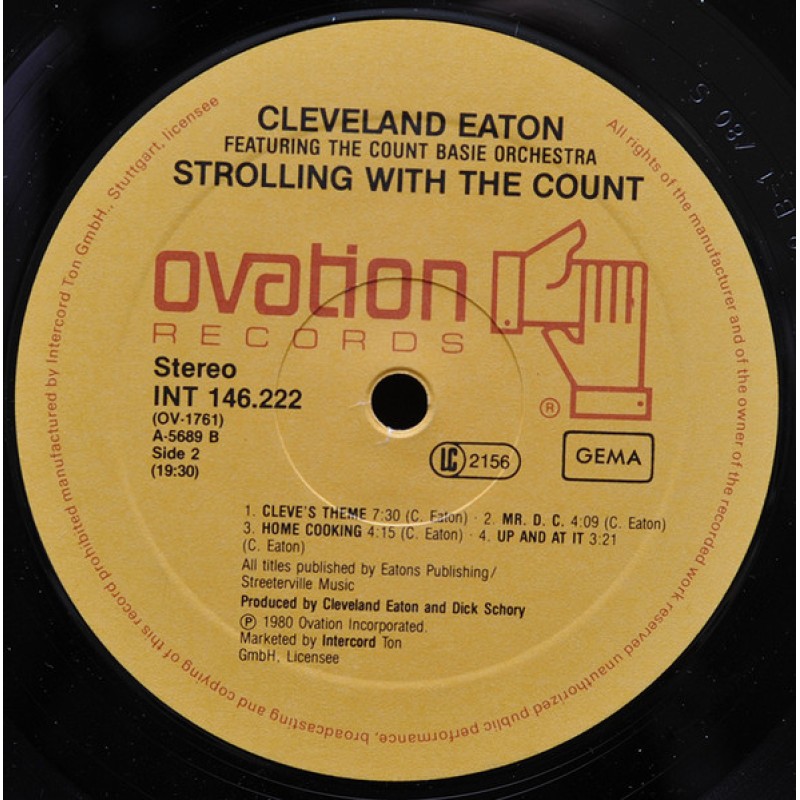 CLEVELAND EATON
FEATURING THE COUNT BASIE ORCHESTRA
STROLLING WITH THE COUNT
ovation
RECORDS
®
Stereo
INT 146.222
(OV-1761)
A-5689 B
Side 2
(19:30)
LC 2156
GEMA
1. CLEVE'S THEME 7:30 (C. Eaton) · 2. MR. D. C. 4:09 (C. Eaton)
3. HOME COOKING 4:15 (C. Eaton) · 4. UP AND AT IT 3:21
(C. Eaton)
All titles published by Eatons Publishing/
Streeterville Music
Produced by Cleveland Eaton and Dick Schory
℗ 1980 Ovation Incorporated.
Marketed by Intercord Ton
GmbH, Licensee
All rights of the manufacturer and of the owner of the recorded work reserved unauthorized public performance, broadcasting and copying of this record prohibited manufactured by Intercord Ton GmbH., Stuttgart, licensee
B-1 780 S